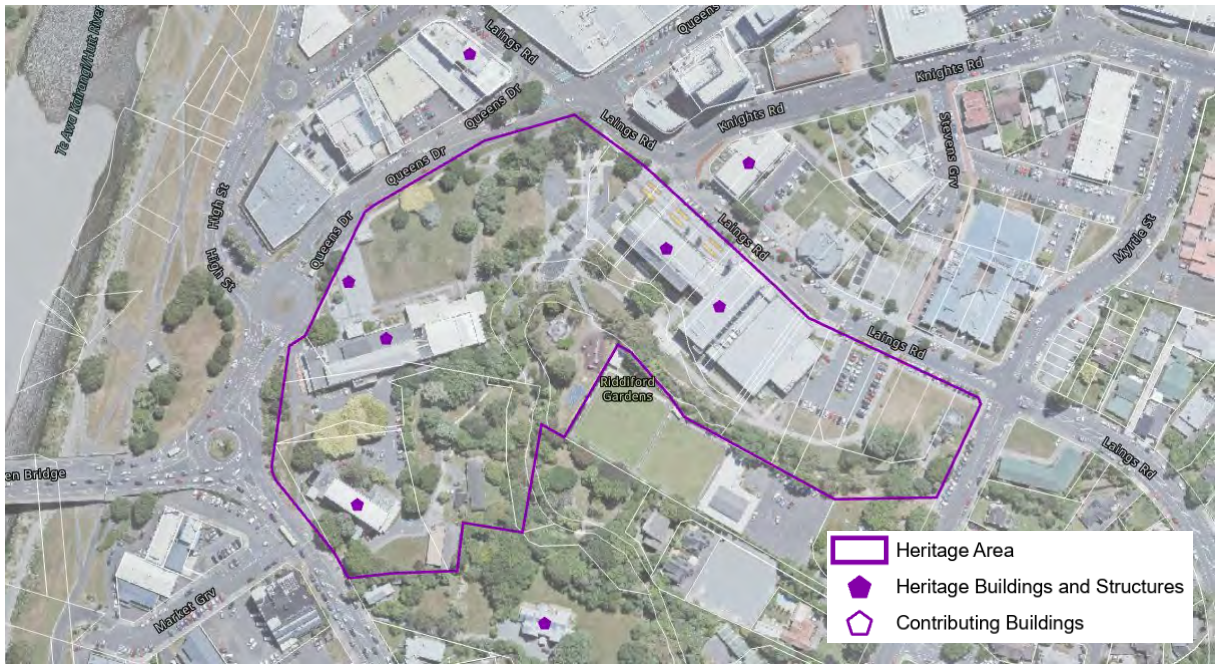 Laings Rd
Queens
Te Awa Kairangi/Hutt River
Queens Dr
Knights Rd
Laings Rd
Knights Rd
Queens Dr
Stevens Grv
High St
Queens Dr
Laings Rd
Myrtle St
High St
Laings Rd
Riddiford
Gardens
Laings Rd
en Bridge
Market Grv
Heritage Area
Heritage Buildings and Structures
Contributing Buildings